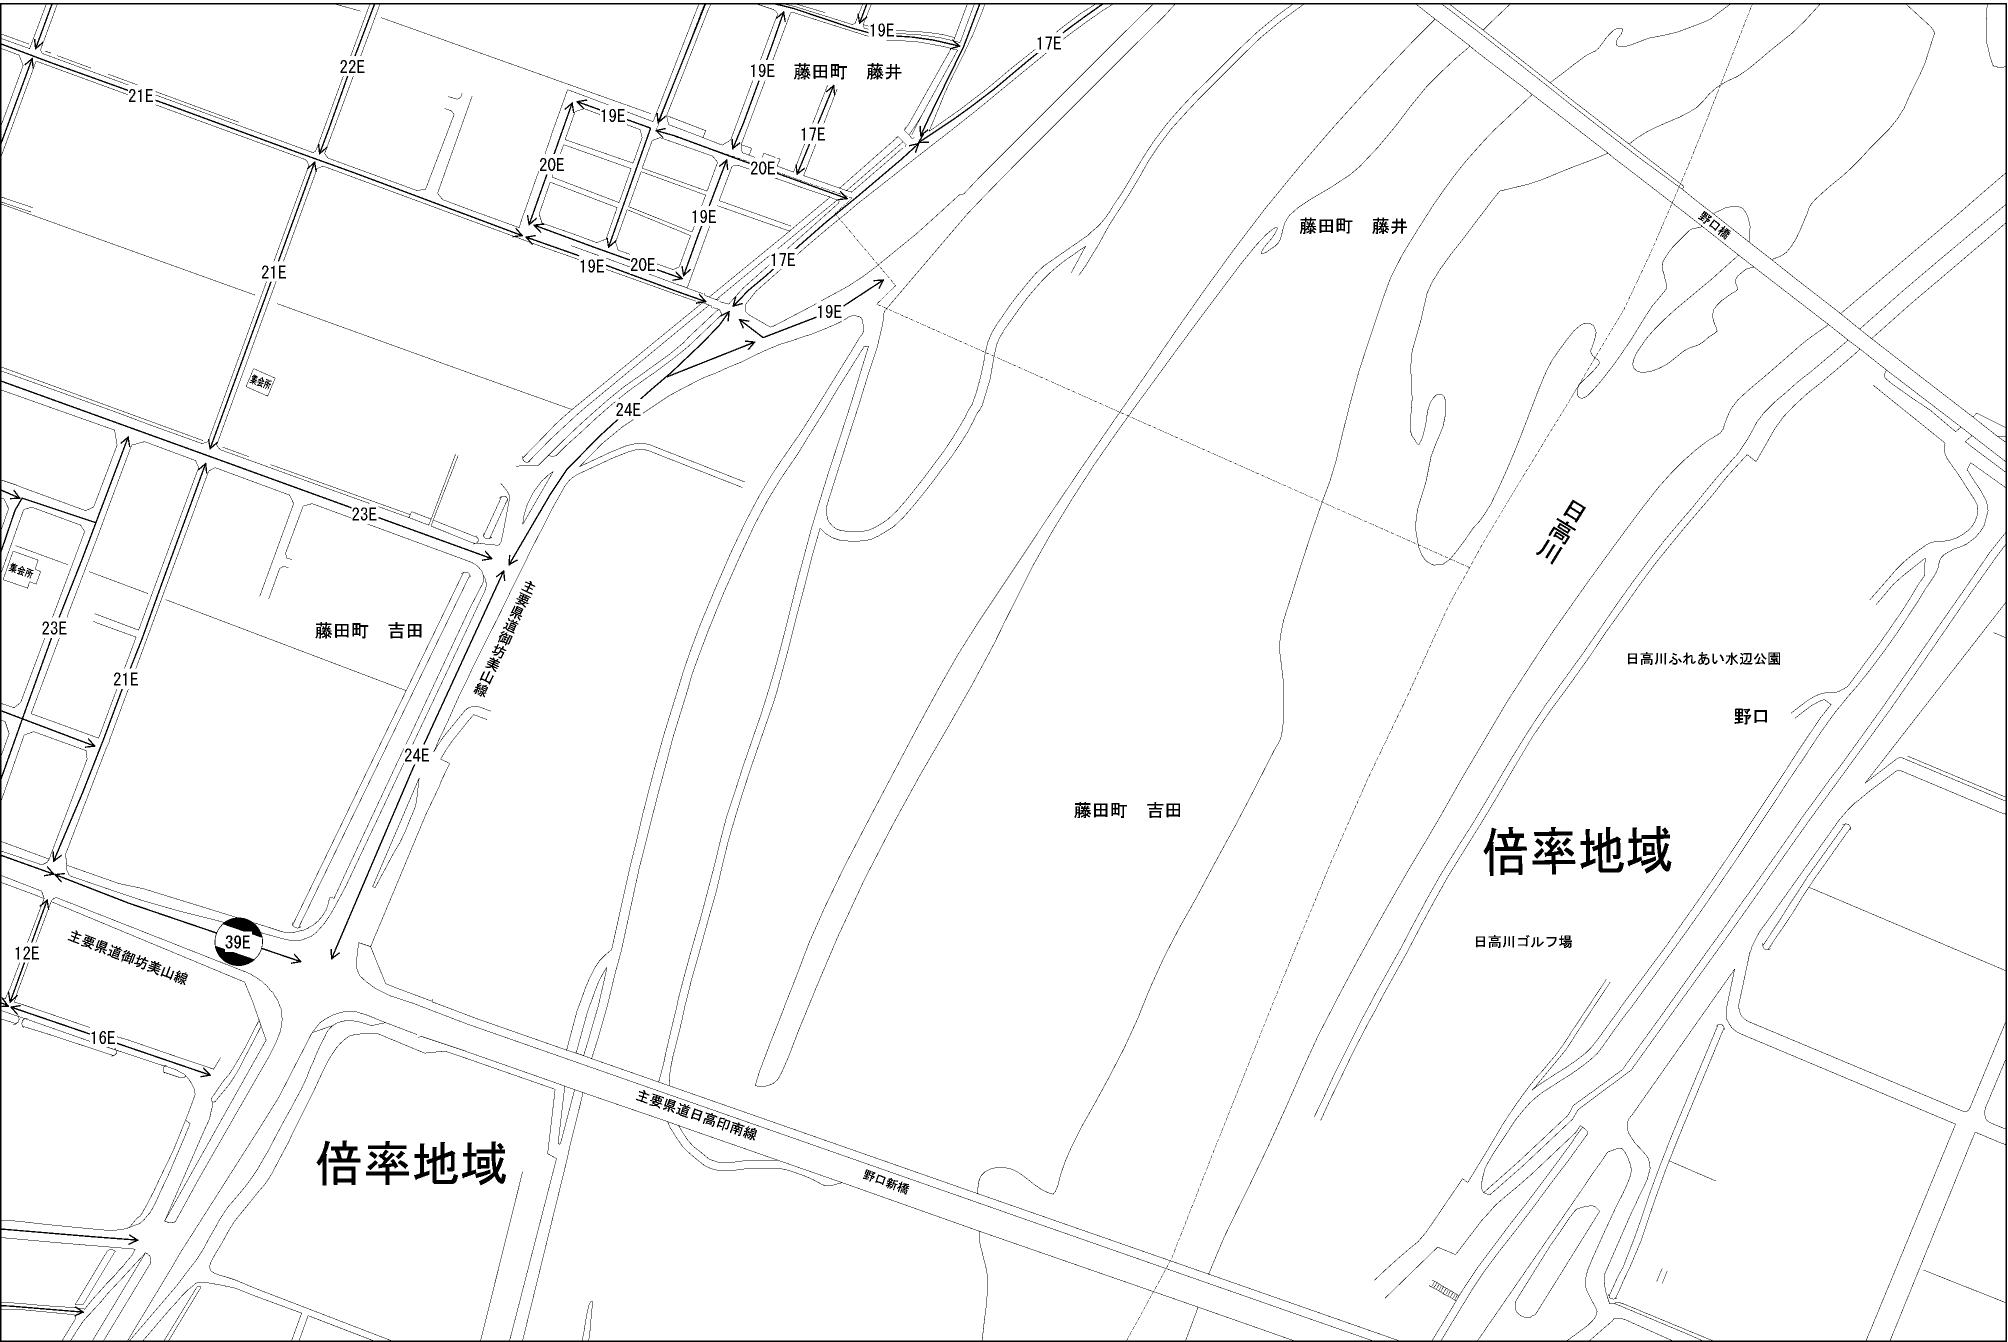 19E
17E
22E
19E
藤田町　藤井
21E
19E
17E
20E
20E
19E
藤田町　藤井
野口橋
17E
20E
19E
21E
19E
集会所
24E
23E
日高川
集会所
主要県道御坊美山線
23E
藤田町　吉田
日高川ふれあい水辺公園
21E
野口
24E
藤田町　吉田
倍率地域
39E
日高川ゴルフ場
12E
主要県道御坊美山線
16E
主要県道日高印南線
倍率地域
野口新橋